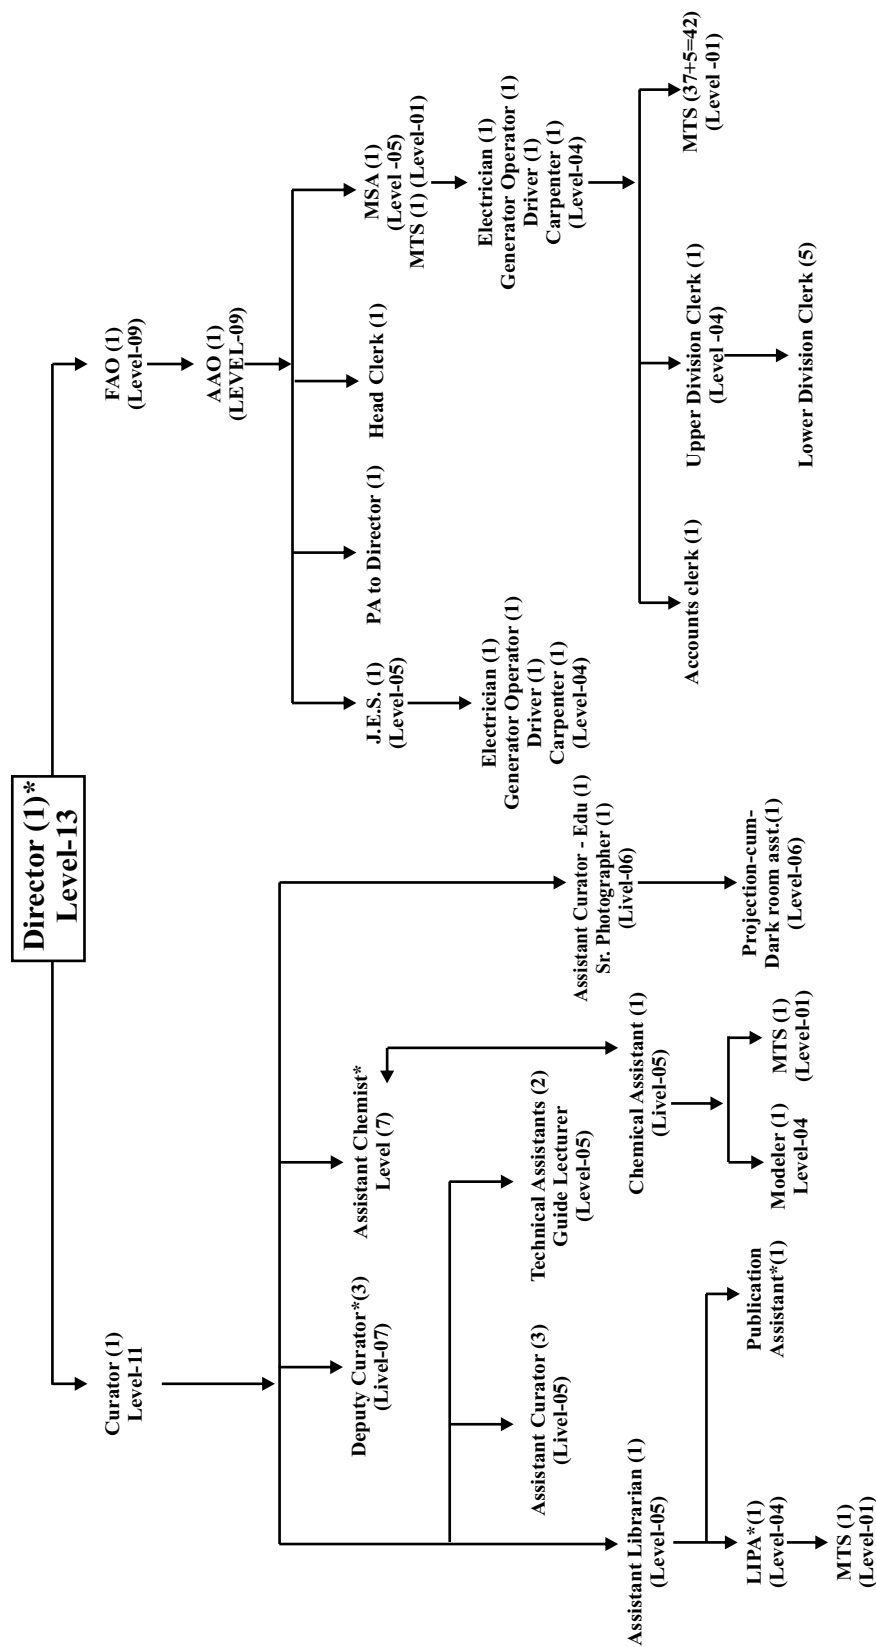 Director (1)*
Level-13
Curator (1)
Level-11
FAO (1)
(Level-09)
AAO (1)
(LEVEL-09)
Deputy Curator*(3)
(Livel-07)
Assistant Chemist*
Level (7)
J.E.S. (1)
(Level-05)
PA to Director (1)
Head Clerk (1)
MSA (1)
(Level -05)
MTS (1) (Level-01)
Electrician (1)
Generator Operator (1)
Driver (1)
Carpenter (1)
(Level-04)
Electrician (1)
Generator Operator (1)
Driver (1)
Carpenter (1)
(Level-04)
Assistant Curator (3)
(Livel-05)
Technical Assistants (2)
Guide Lecturer
(Level-05)
Assistant Curator - Edu (1)
Sr. Photographer (1)
(Livel-06)
Assistant Librarian (1)
(Level-05)
Chemical Assistant (1)
(Livel-05)
Accounts clerk (1)
Upper Division Clerk (1)
(Level -04)
MTS (37+5=42)
(Level -01)
LIPA*(1)
(Level-04)
Publication
Assistant*(1)
Modeler (1)
Level-04
MTS (1)
(Level-01)
Projection-cum-
Dark room asst.(1)
(Level-06)
Lower Division Clerk (5)
MTS (1)
(Level-01)